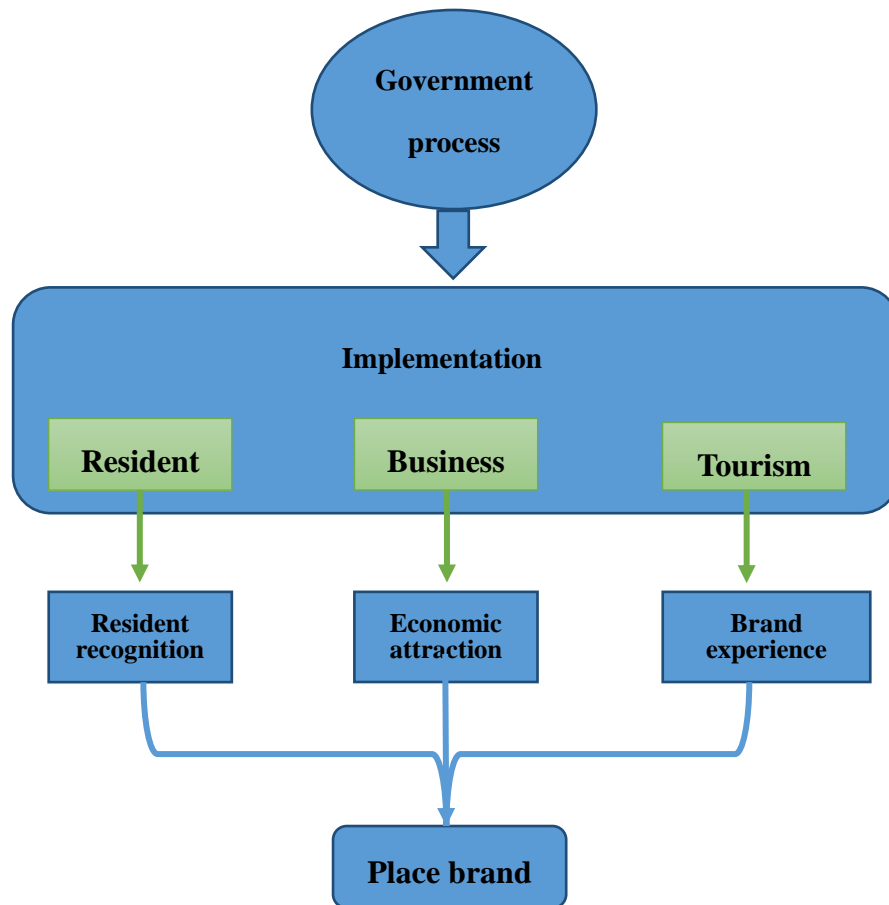 Government
process
Implementation
Resident
Business
Tourism
Resident
recognition
Economic
attraction
Brand
experience
Place brand